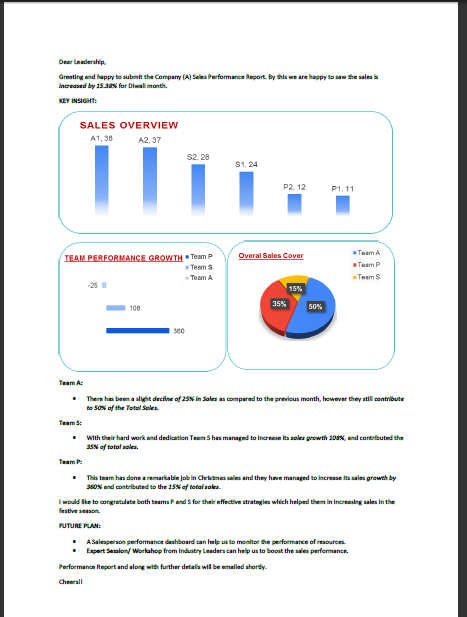 Dear Leadership,
Greeting and happy to submit the Company (A) Sales Performance Report. By this we are happy to saw the sales is
increased by 15.38% for Diwali month.
KEY INSIGHT:
SALES OVERVIEW
A1, 38
A2, 37
S2, 28
S1, 24
P2, 12
P1, 11
TEAM PERFORMANCE GROWTH
Team P
Team S
Team A
-25
108
360
Overal Sales Cover
Team A
Team P
Team S
15%
35%
50%
Team A:
• There has been a slight decline of 25% in Sales as compared to the previous month, however they still contribute
to 50% of the Total Sales.
Team S:
• With their hard work and dedication Team S has managed to increase its sales growth 108%, and contributed the
35% of total sales.
Team P:
• This team has done a remarkable job in Christmas sales and they have managed to increase its sales growth by
360% and contributed to the 15% of total sales.
I would like to congratulate both teams P and S for their effective strategies which helped them in increasing sales in the
festive season.
FUTURE PLAN:
• A Salesperson performance dashboard can help us to monitor the performance of resources.
• Expert Session/ Workshop from Industry Leaders can help us to boost the sales performance.
Performance Report and along with further details will be emailed shortly.
Cheers!!